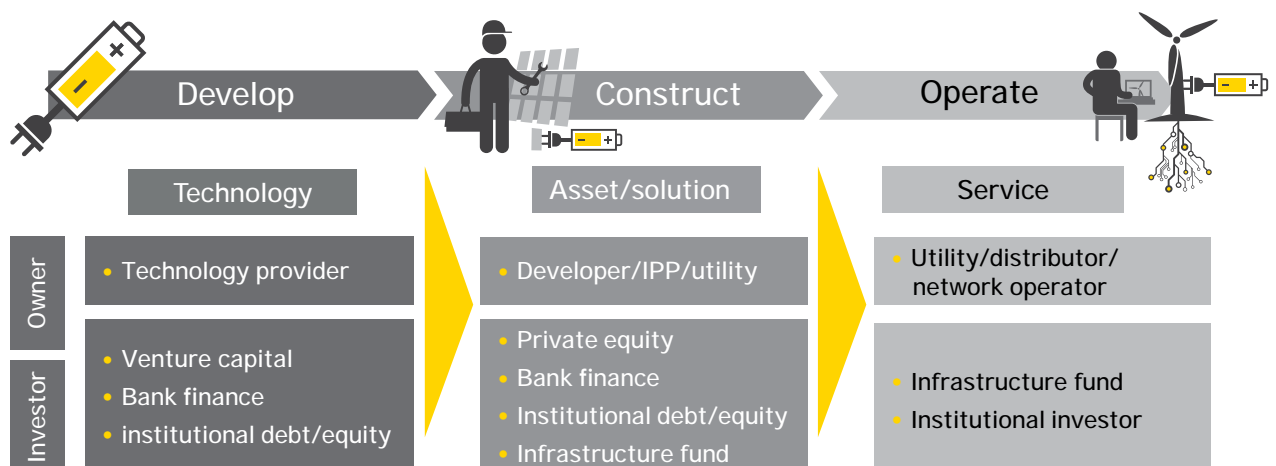 Develop
Construct
Operate
Technology
Asset/solution
Service
Owner
• Technology provider
• Developer/IPP/utility
• Utility/distributor/
network operator
Investor
• Venture capital
• Bank finance
• institutional debt/equity
• Private equity
• Bank finance
• Institutional debt/equity
• Infrastructure fund
• Infrastructure fund
• Institutional investor